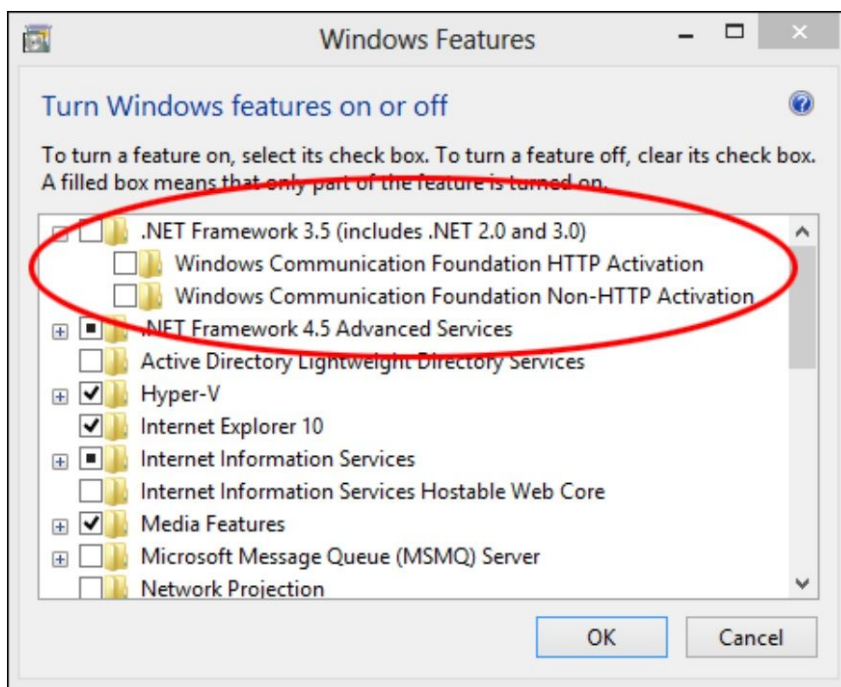 Windows Features
Turn Windows features on or off
To turn a feature on, select its check box. To turn a feature off, clear its check box.
A filled box means that only part of the feature is turned on.
.NET Framework 3.5 (includes .NET 2.0 and 3.0)
Windows Communication Foundation HTTP Activation
Windows Communication Foundation Non-HTTP Activation
.NET Framework 4.5 Advanced Services
Active Directory Lightweight Directory Services
Hyper-V
Internet Explorer 10
Internet Information Services
Internet Information Services Hostable Web Core
Media Features
Microsoft Message Queue (MSMQ) Server
Network Projection
OK Cancel